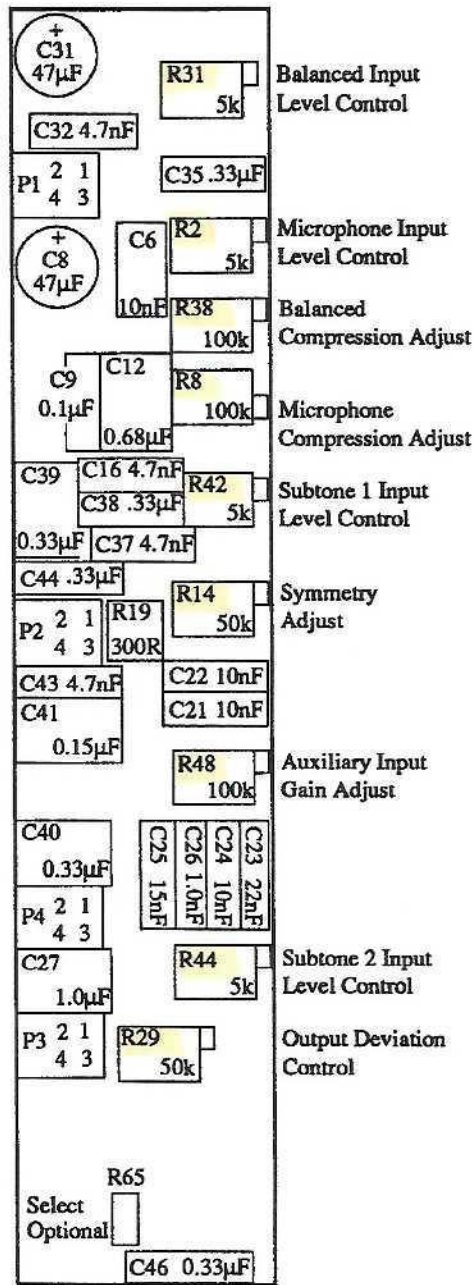 +
C31
47µF
R31
5k
Balanced Input
Level Control
C32 4.7nF
P1 2 1
4 3
C35 .33µF
+
C8
47µF
C6
10nF
R2
5k
Microphone Input
Level Control
R38
100k
Balanced
Compression Adjust
C9
0.1µF
C12
0.68µF
R8
100k
Microphone
Compression Adjust
C39
0.33µF
C16 4.7nF
C38 .33µF
R42
5k
Subtone 1 Input
Level Control
C37 4.7nF
C44 .33µF
P2 2 1
4 3
R19
300R
R14
50k
Symmetry
Adjust
C43 4.7nF
C22 10nF
C21 10nF
C41
0.15µF
R48
100k
Auxiliary Input
Gain Adjust
C40
0.33µF
C25 15nF
C26 1.0nF
C24 10nF
C23 22nF
P4 2 1
4 3
C27
1.0µF
R44
5k
Subtone 2 Input
Level Control
P3 2 1
4 3
R29
50k
Output Deviation
Control
R65
Select
Optional
C46 0.33µF